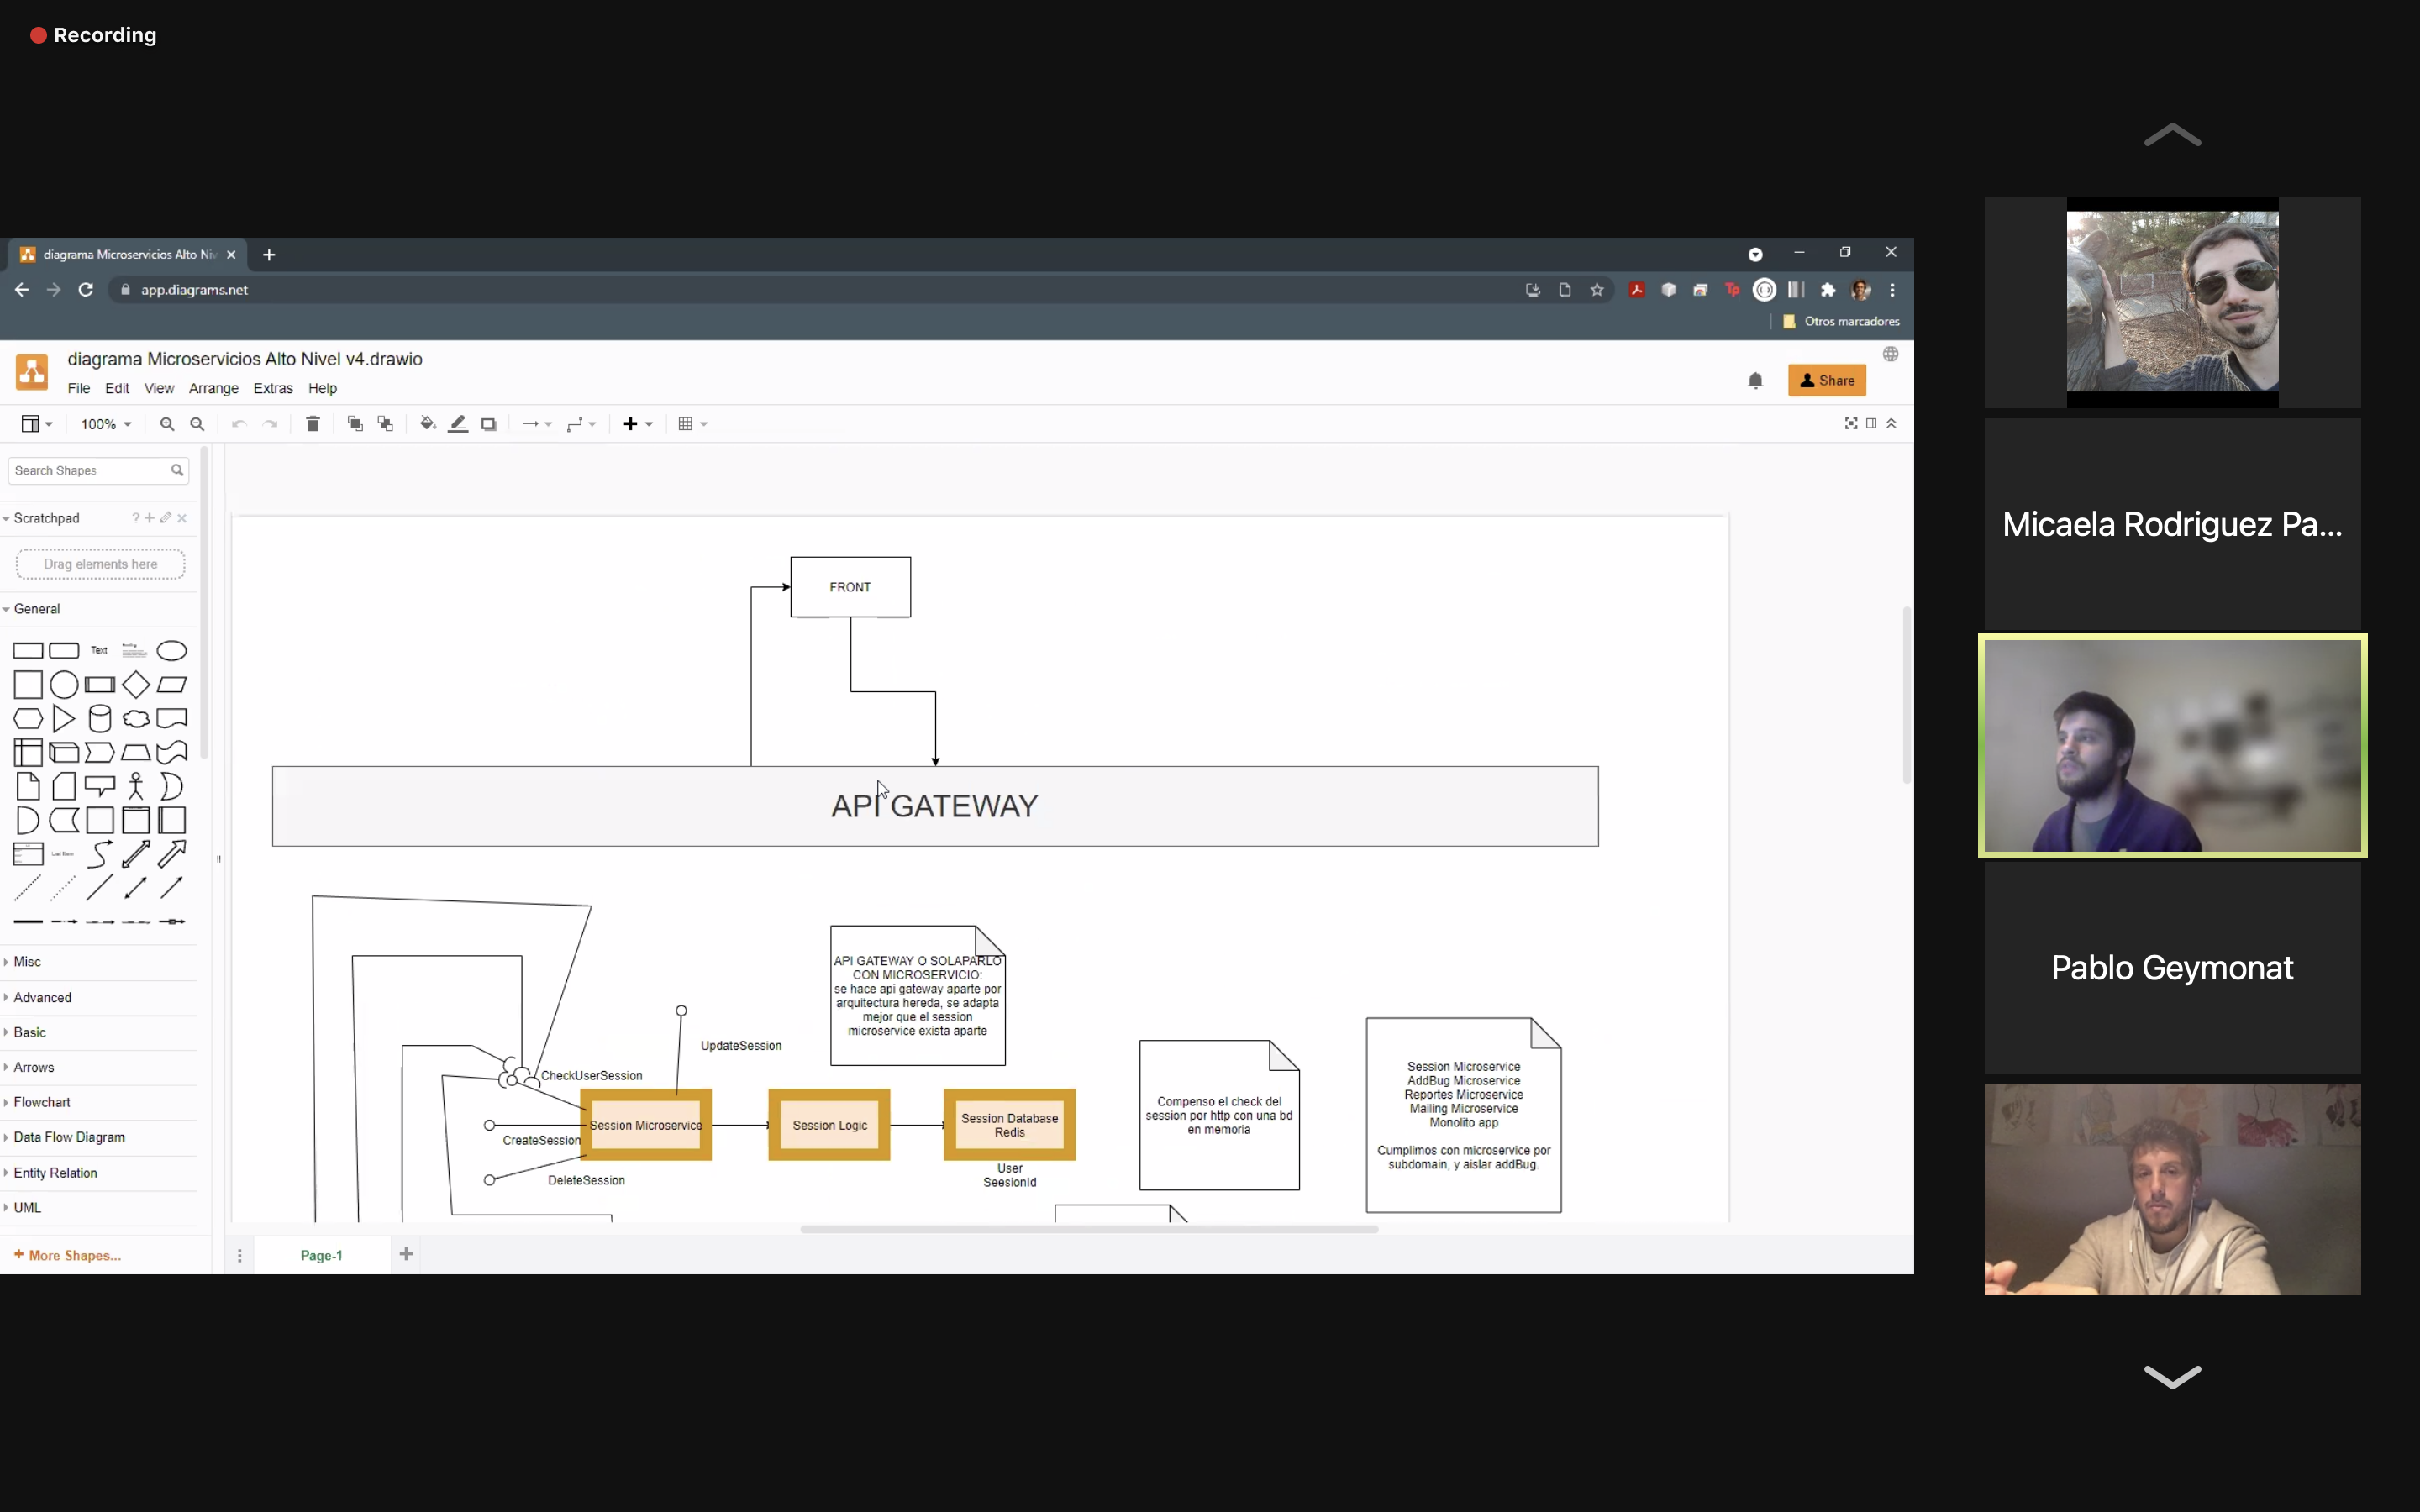 Recording
diagrama Microservicios Alto Niv
app.diagrams.net
Otros marcadores
diagrama Microservicios Alto Nivel v4.drawio
File Edit View Arrange Extras Help
Share
100%
Search Shapes
Scratchpad
Drag elements here
General
Text
Misc
Advanced
Basic
Arrows
Flowchart
Data Flow Diagram
Entity Relation
UML
+ More Shapes...
Page-1
FRONT
API GATEWAY
API GATEWAY O SOLAPARLO
CON MICROSERVICIO:
se hace api gateway aparte por
arquitectura hereda, se adapta
mejor que el session
microservice exista aparte
UpdateSession
CheckUserSession
CreateSession
DeleteSession
Session Microservice
Session Logic
Session Database
Redis
User
SeesionId
Compenso el check del
session por http con una bd
en memoria
Session Microservice
AddBug Microservice
Reportes Microservice
Mailing Microservice
Monolito app
Cumplimos con microservice por
subdomain, y aislar addBug.
Micaela Rodriguez Pa...
Pablo Geymonat